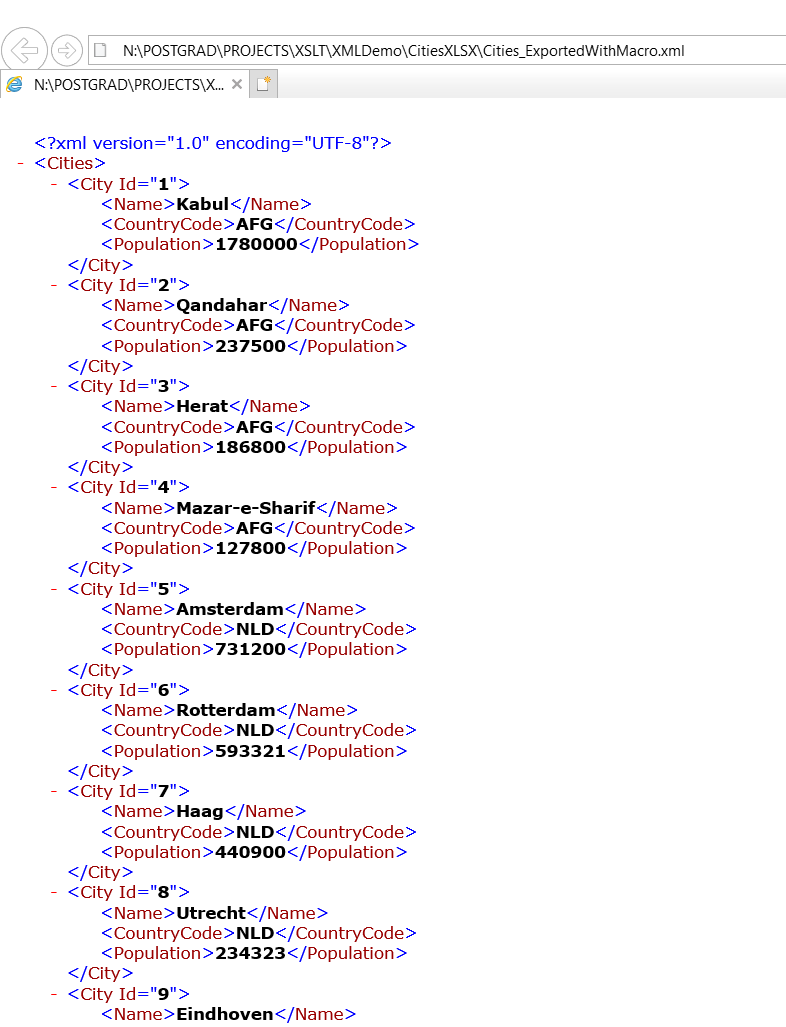 N:\POSTGRAD\PROJECTS\XSLT\XMLDemo\CitiesXLSX\Cities_ExportedWithMacro.xml
N:\POSTGRAD\PROJECTS\X...
<?xml version="1.0" encoding="UTF-8"?>
- <Cities>
- <City Id="1">
<Name>Kabul</Name>
<CountryCode>AFG</CountryCode>
<Population>1780000</Population>
</City>
- <City Id="2">
<Name>Qandahar</Name>
<CountryCode>AFG</CountryCode>
<Population>237500</Population>
</City>
- <City Id="3">
<Name>Herat</Name>
<CountryCode>AFG</CountryCode>
<Population>186800</Population>
</City>
- <City Id="4">
<Name>Mazar-e-Sharif</Name>
<CountryCode>AFG</CountryCode>
<Population>127800</Population>
</City>
- <City Id="5">
<Name>Amsterdam</Name>
<CountryCode>NLD</CountryCode>
<Population>731200</Population>
</City>
- <City Id="6">
<Name>Rotterdam</Name>
<CountryCode>NLD</CountryCode>
<Population>593321</Population>
</City>
- <City Id="7">
<Name>Haag</Name>
<CountryCode>NLD</CountryCode>
<Population>440900</Population>
</City>
- <City Id="8">
<Name>Utrecht</Name>
<CountryCode>NLD</CountryCode>
<Population>234323</Population>
</City>
- <City Id="9">
<Name>Eindhoven</Name>